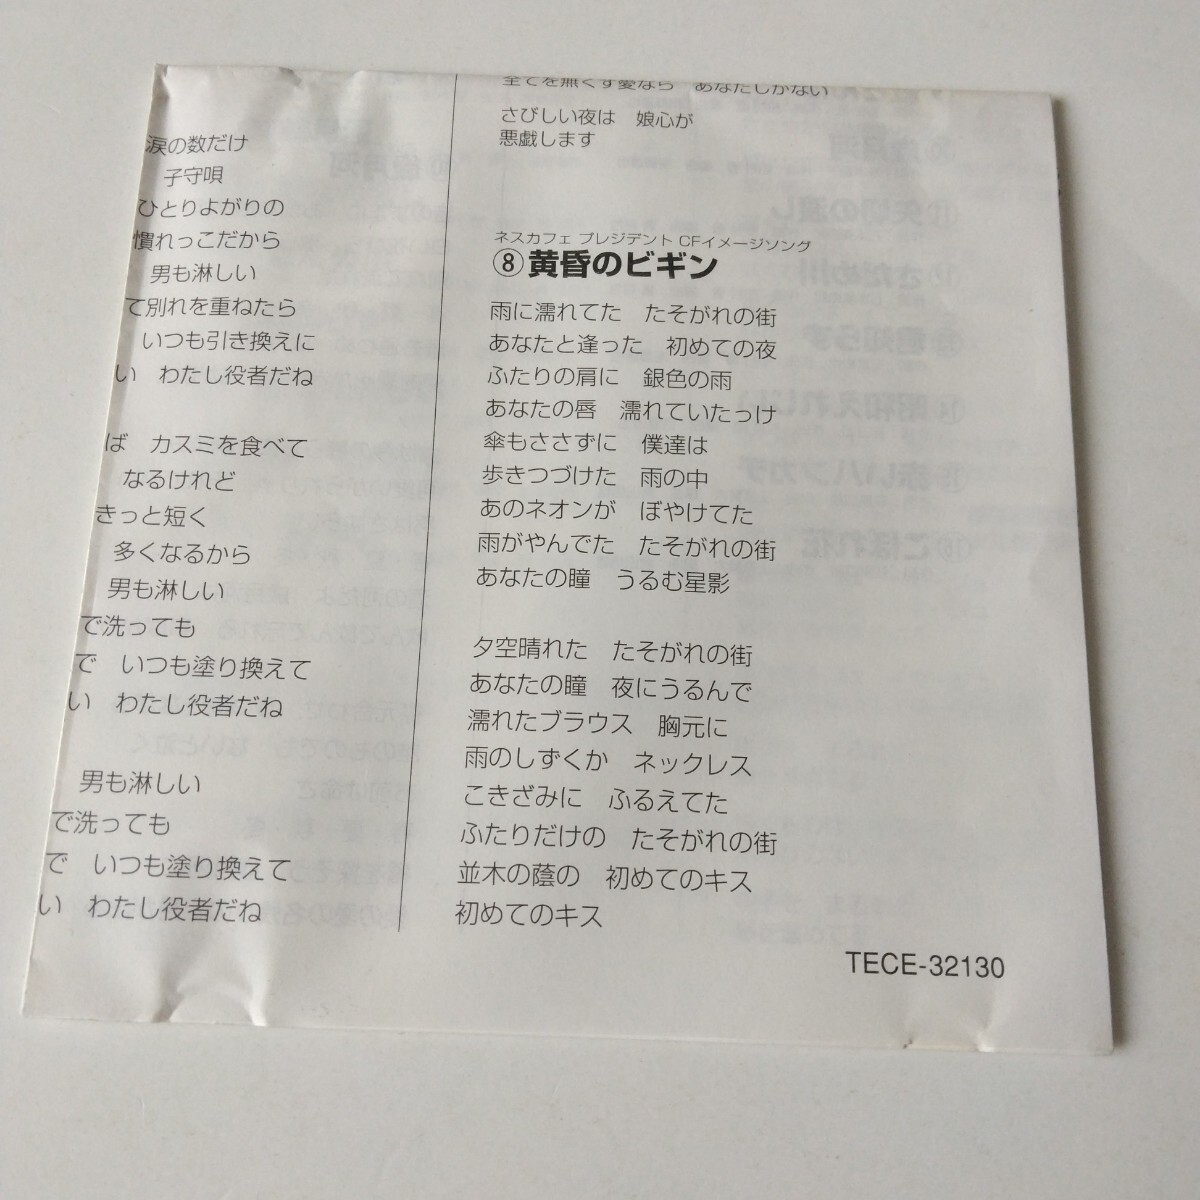 涙の数だけ
子守唄
ひとりよがりの
慣れっこだから
男も淋しい
て別れを重ねたら
いつも引き換えに
い　わたし役者だね
ば　カスミを食べて
なるけれど
きっと短く
多くなるから
男も淋しい
で洗っても
で　いつも塗り換えて
い　わたし役者だね
男も淋しい
で洗っても
で　いつも塗り換えて
い　わたし役者だね
全てを無くす愛なら　あなたしかない
さびしい夜は　娘心が
悪戯します
ネスカフェ プレジデント CFイメージソング
⑧黄昏のビギン
雨に濡れてた　たそがれの街
あなたと逢った　初めての夜
ふたりの肩に　銀色の雨
あなたの唇　濡れていたっけ
傘もささずに　僕達は
歩きつづけた　雨の中
あのネオンが　ぼやけてた
雨がやんでた　たそがれの街
あなたの瞳　うるむ星影
夕空晴れた　たそがれの街
あなたの瞳　夜にうるんで
濡れたブラウス　胸元に
雨のしずくか　ネックレス
こきざみに　ふるえてた
ふたりだけの　たそがれの街
並木の蔭の　初めてのキス
初めてのキス
TECE-32130